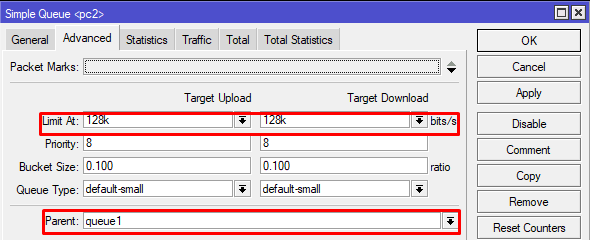 Simple Queue <pc2>
General Advanced Statistics Traffic Total Total Statistics
OK
Packet Marks:
Cancel
Target Upload Target Download
Apply
Limit At: 128k 128k bits/s
Disable
Priority: 8 8
Comment
Bucket Size: 0.100 0.100 ratio
Copy
Queue Type: default-small default-small
Remove
Parent: queue1
Reset Counters